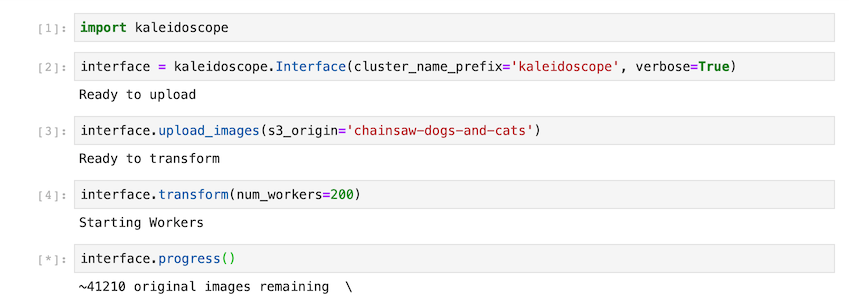 [1]: import kaleidoscope
[2]: interface = kaleidoscope.Interface(cluster_name_prefix='kaleidoscope', verbose=True)
Ready to upload
[3]: interface.upload_images(s3_origin='chainsaw-dogs-and-cats')
Ready to transform
[4]: interface.transform(num_workers=200)
Starting Workers
[*]: interface.progress()
~41210 original images remaining \